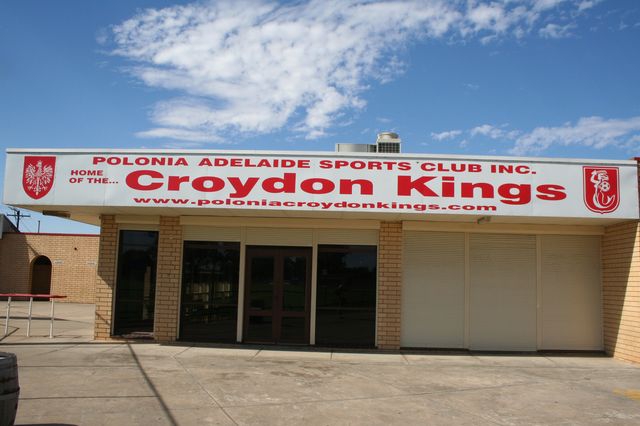 POLONIA ADELAIDE SPORTS CLUB INC.
HOME OF THE...
Croydon Kings
www.poloniacroydonkings.com